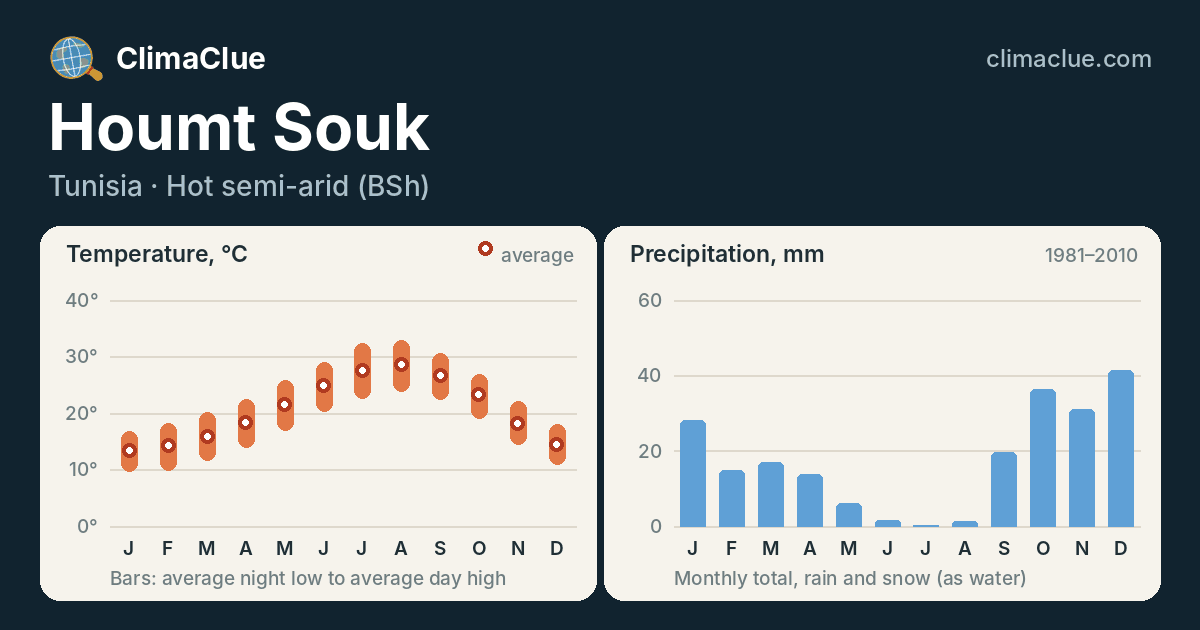 ClimaClue
climaclue.com
Houmt Souk
Tunisia · Hot semi-arid (BSh)
Temperature, °C
average
40°
30°
20°
10°
0°
J F M A M J J A S O N D
Bars: average night low to average day high
Precipitation, mm
1981–2010
60
40
20
0
J F M A M J J A S O N D
Monthly total, rain and snow (as water)